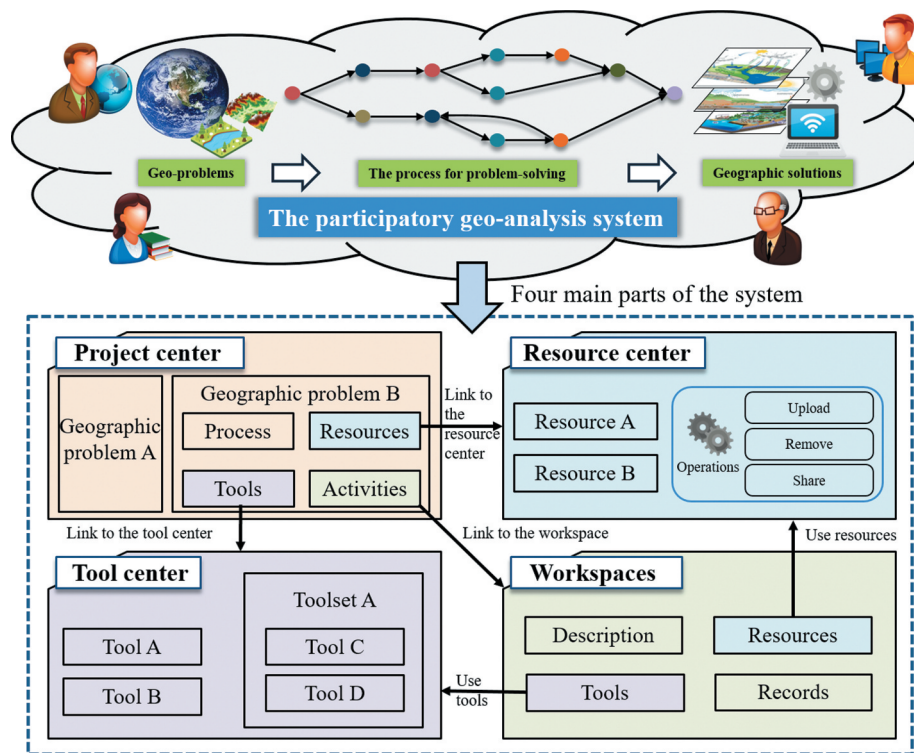 Geo-problems
The process for problem-solving
Geographic solutions
The participatory geo-analysis system
Four main parts of the system
Project center
Geographic
problem A
Geographic problem B
Process
Resources
Tools
Activities
Link to
the
resource
center
Resource center
Resource A
Resource B
Operations
Upload
Remove
Share
Link to the tool center
Link to the workspace
Use resources
Tool center
Tool A
Tool B
Toolset A
Tool C
Tool D
Use
tools
Workspaces
Description
Resources
Tools
Records